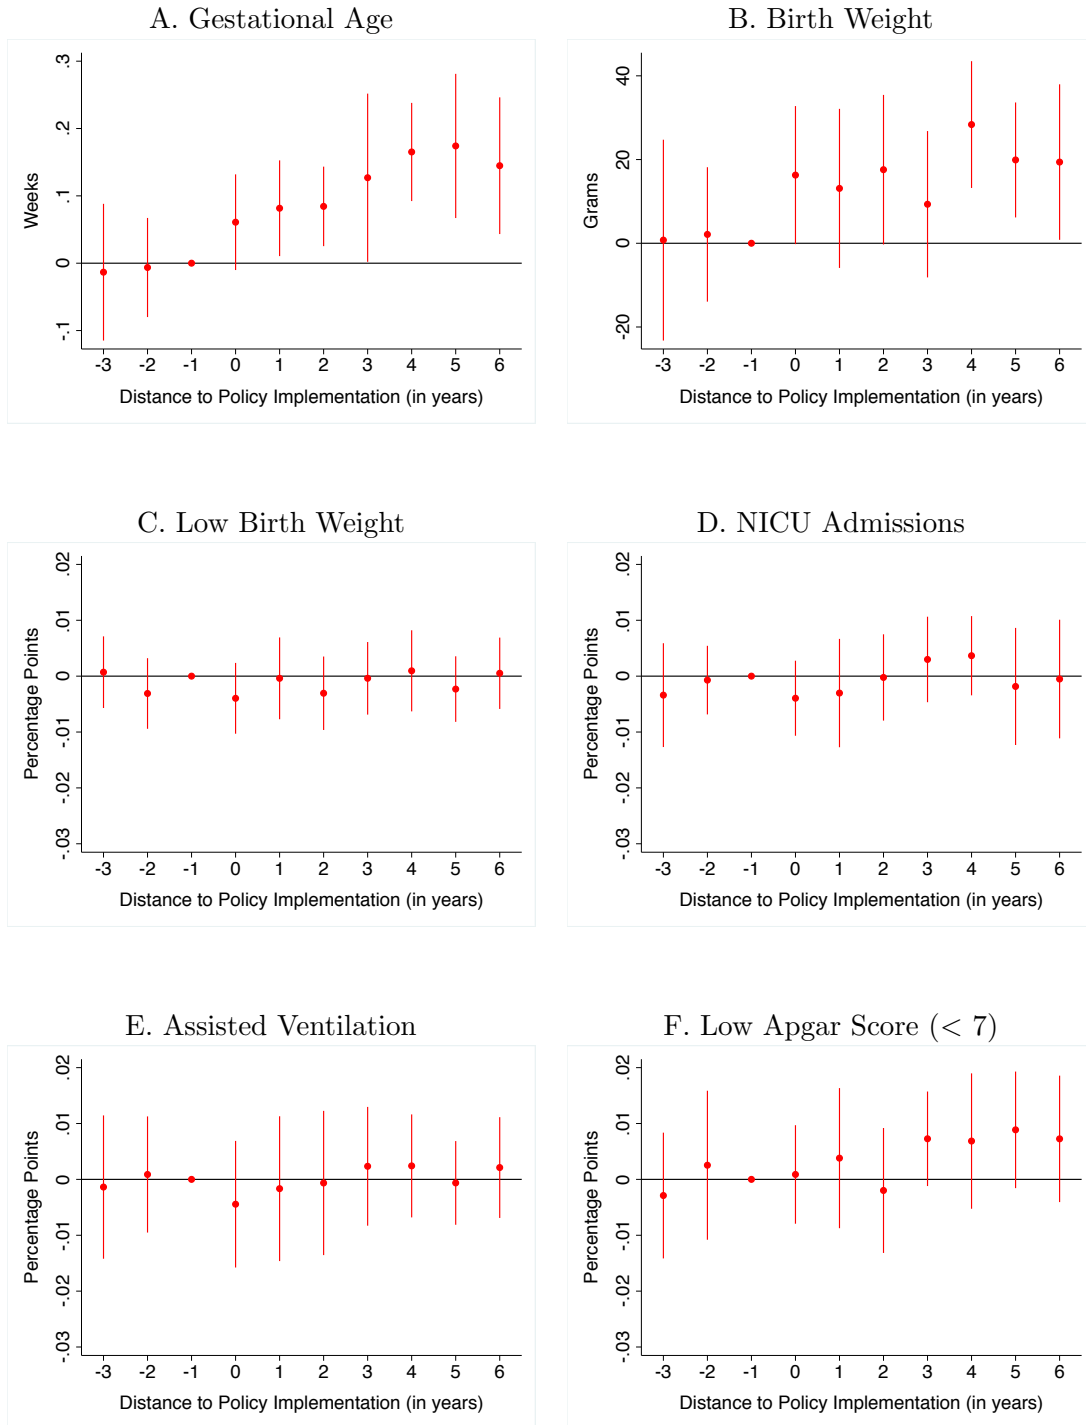 A. Gestational Age
.3
.2
.1
0
-.1
Weeks
-3 -2 -1 0 1 2 3 4 5 6
Distance to Policy Implementation (in years)
B. Birth Weight
40
20
0
-20
Grams
-3 -2 -1 0 1 2 3 4 5 6
Distance to Policy Implementation (in years)
C. Low Birth Weight
.02
.01
0
-.01
-.02
-.03
Percentage Points
-3 -2 -1 0 1 2 3 4 5 6
Distance to Policy Implementation (in years)
D. NICU Admissions
.02
.01
0
-.01
-.02
-.03
Percentage Points
-3 -2 -1 0 1 2 3 4 5 6
Distance to Policy Implementation (in years)
E. Assisted Ventilation
.02
.01
0
-.01
-.02
-.03
Percentage Points
-3 -2 -1 0 1 2 3 4 5 6
Distance to Policy Implementation (in years)
F. Low Apgar Score (< 7)
.02
.01
0
-.01
-.02
-.03
Percentage Points
-3 -2 -1 0 1 2 3 4 5 6
Distance to Policy Implementation (in years)